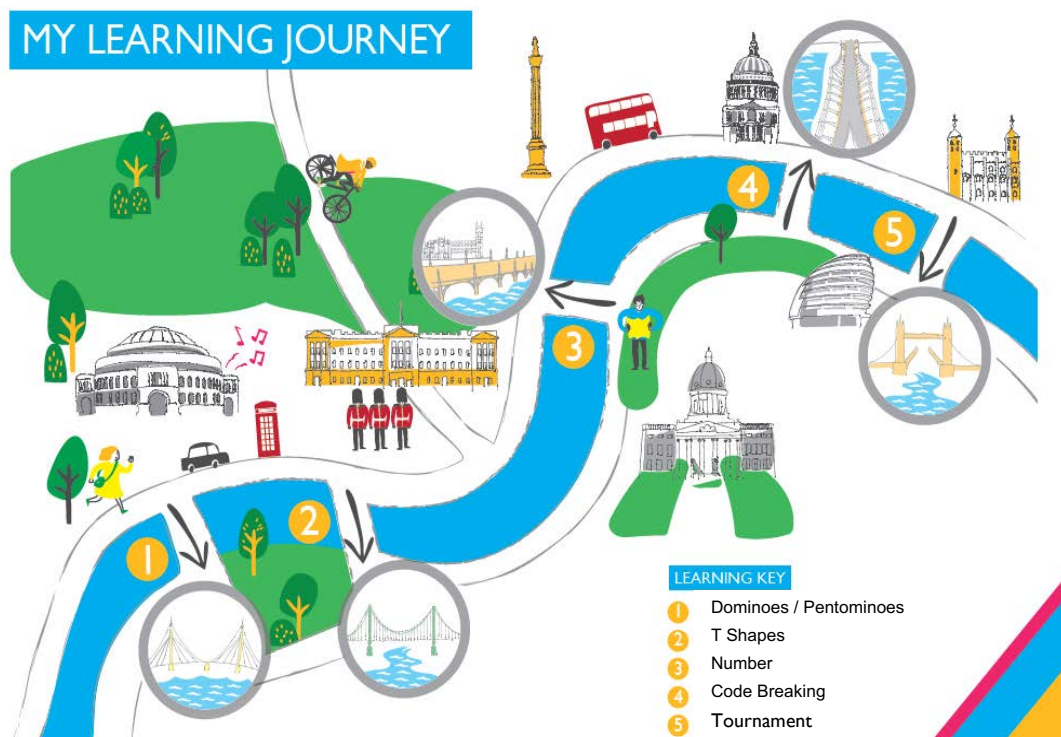 MY LEARNING JOURNEY
4
5
3
2
1
LEARNING KEY
1 Dominoes / Pentominoes
2 T Shapes
3 Number
4 Code Breaking
5 Tournament